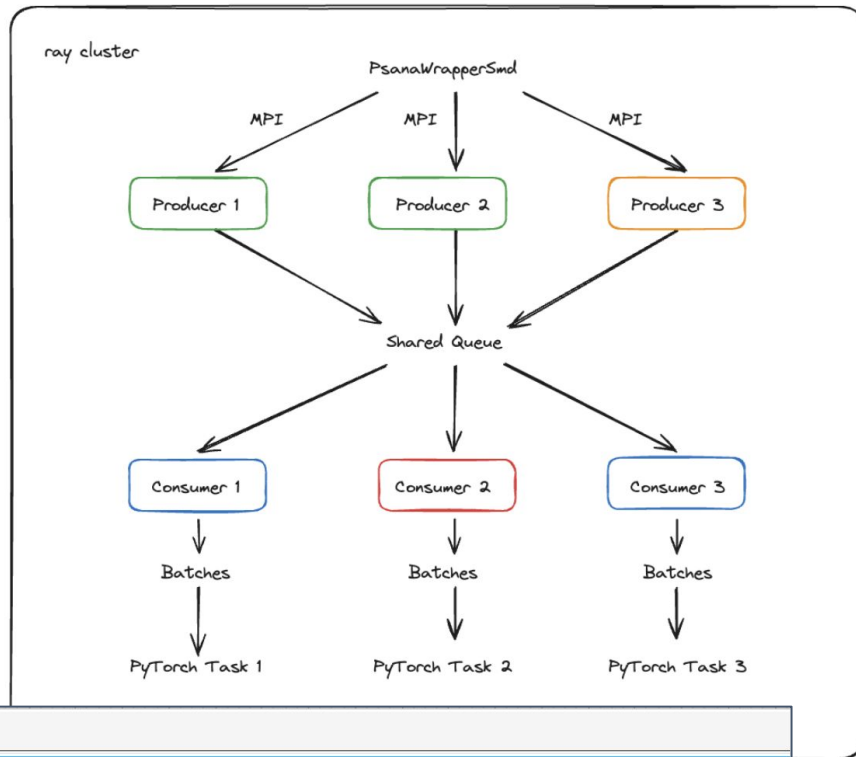 ray cluster
PsanaWrapperSmd
MPI MPI MPI
Producer 1 Producer 2 Producer 3
Shared Queue
Consumer 1 Consumer 2 Consumer 3
Batches Batches Batches
PyTorch Task 1 PyTorch Task 2 PyTorch Task 3